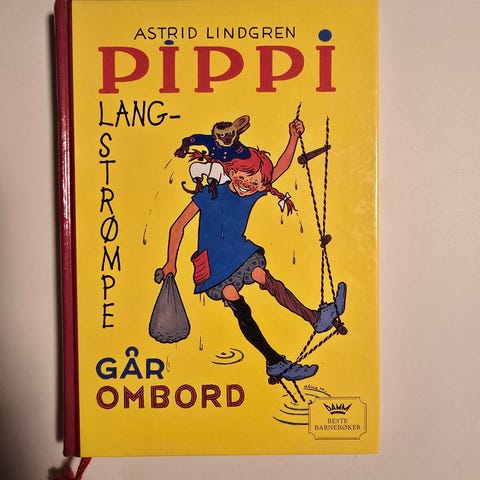 ASTRID LINDGREN
PIPPI
LANG-
STRØMPE
GÅR
OMBORD
DAMM
BESTE
BARNEBØKER